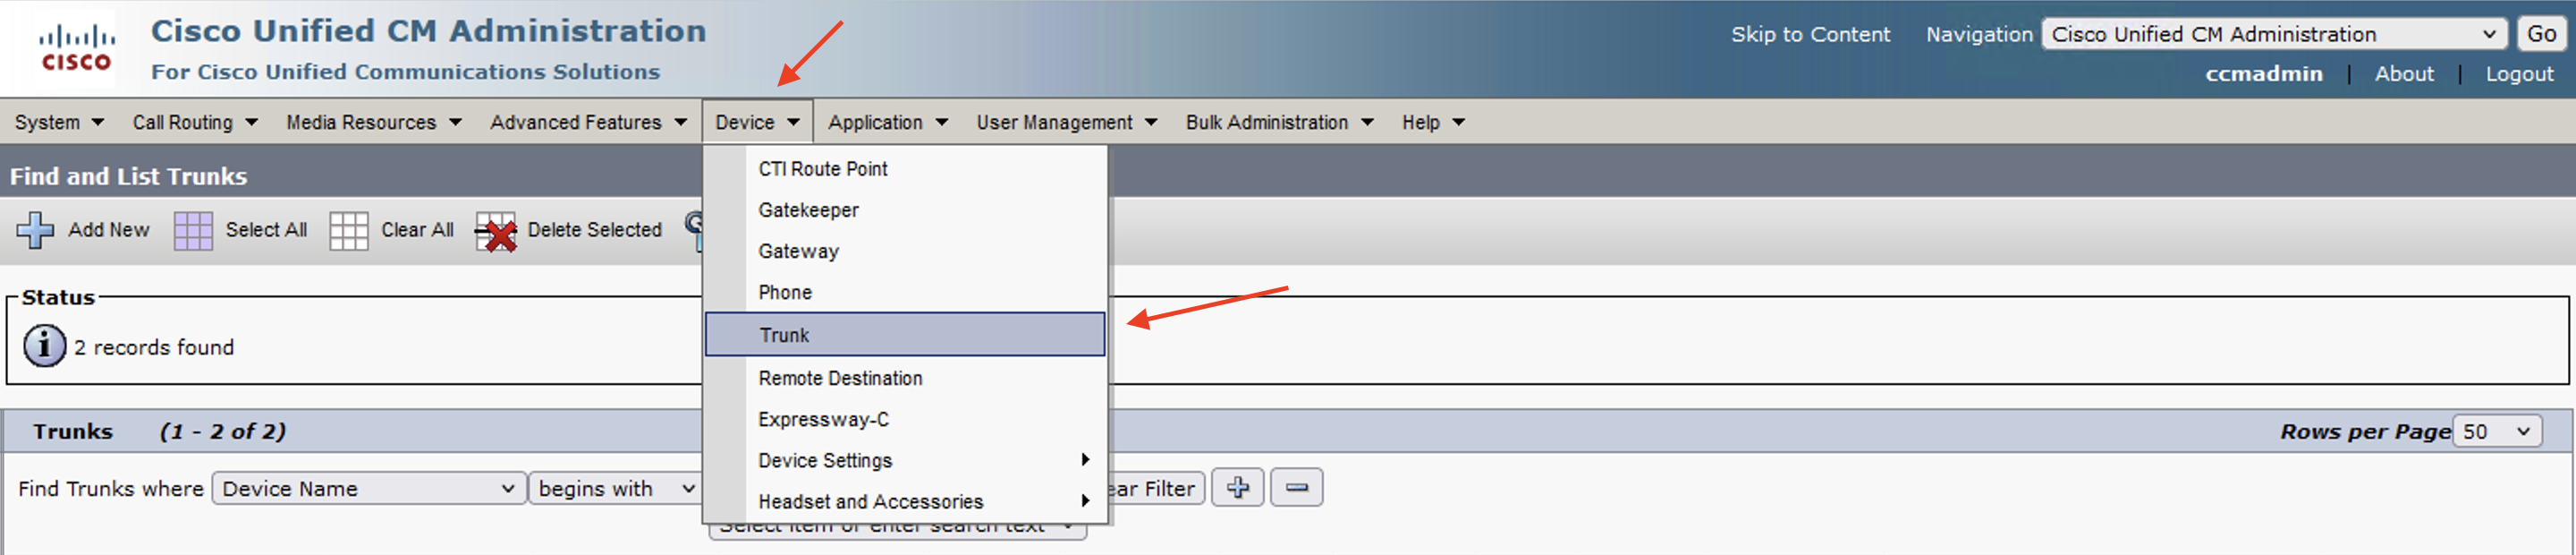 Cisco Unified CM Administration
For Cisco Unified Communications Solutions
CISCO
Skip to Content Navigation Cisco Unified CM Administration Go
ccmadmin | About | Logout
System Call Routing Media Resources Advanced Features Device Application User Management Bulk Administration Help
Find and List Trunks
Add New Select All Clear All Delete Selected
CTI Route Point
Gatekeeper
Gateway
Phone
Trunk
Remote Destination
Expressway-C
Device Settings
Headset and Accessories
Status
2 records found
Trunks (1 - 2 of 2) Rows per Page 50
Find Trunks where Device Name begins with ear Filter
Select item or enter search text